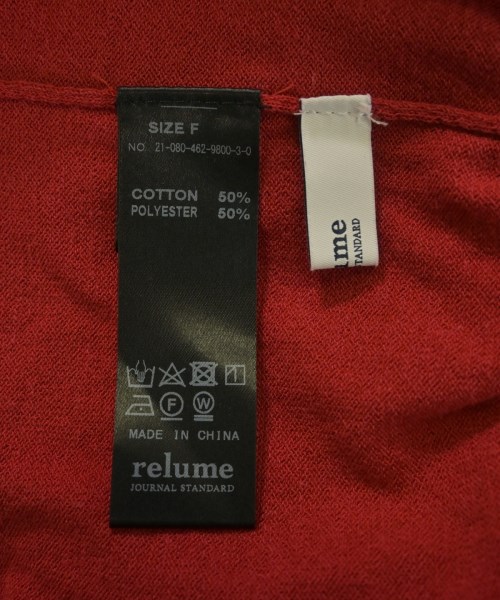 SIZE F
NO. 21-080-462-9800-3-0
COTTON 50%
POLYESTER 50%
F W
MADE IN CHINA
relume
JOURNAL STANDARD
ume
STANDARD